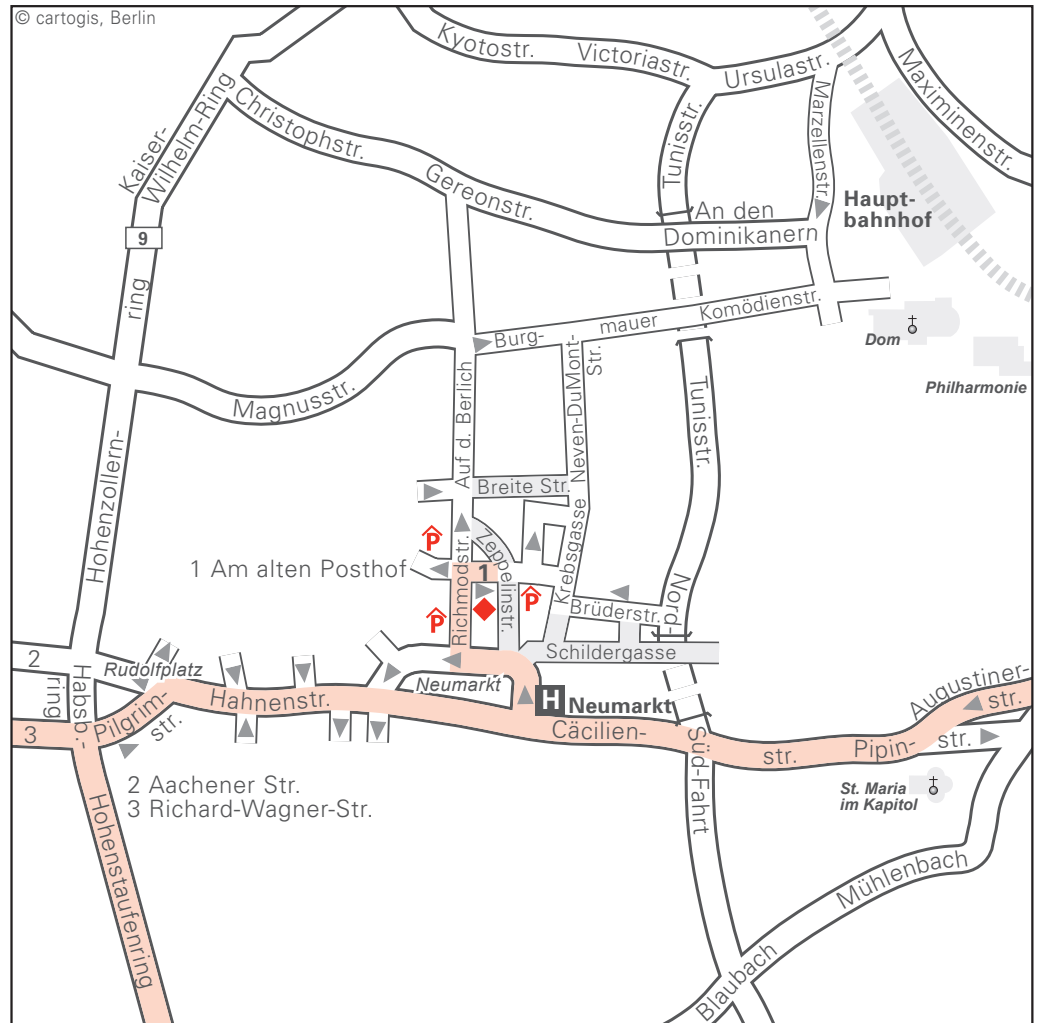 © cartogis, Berlin
Kyotostr.
Victoriastr.
Ursulastr.
Maximinenstr.
Marzellenstr.
Tunisstr.
Kaiser-
Wilhelm-Ring
Christophstr.
Gereonstr.
An den
Dominikanern
Haupt-
bahnhof
9
Hohenzollern-
ring
Burg-
mauer
Komödienstr.
Dom
Philharmonie
Magnusstr.
Auf d. Berlich
Neven-DuMont-
Str.
Tunisstr.
Breite Str.
Krebsgasse
Zeppelinstr.
Richmodstr.
P
1 Am alten Posthof
1
P
P
Brüderstr.
Nord-
Schildergasse
2
Rudolfplatz
Habsb.-
ring
Neumarkt
H Neumarkt
Hahnenstr.
Pilgrim-
str.
3
Cäcilien-
str.
Pipin-
str.
Augustiner-
str.
Süd-Fahrt
2 Aachener Str.
3 Richard-Wagner-Str.
St. Maria
im Kapitol
Hohenstaufenring
Mühlenbach
Blaubach